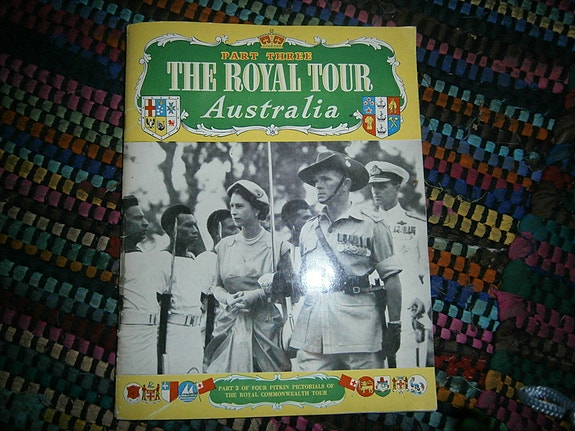 PART THREE
THE ROYAL TOUR
Australia
PART 3 OF FOUR PITKIN PICTORIALS OF
THE ROYAL COMMONWEALTH TOUR